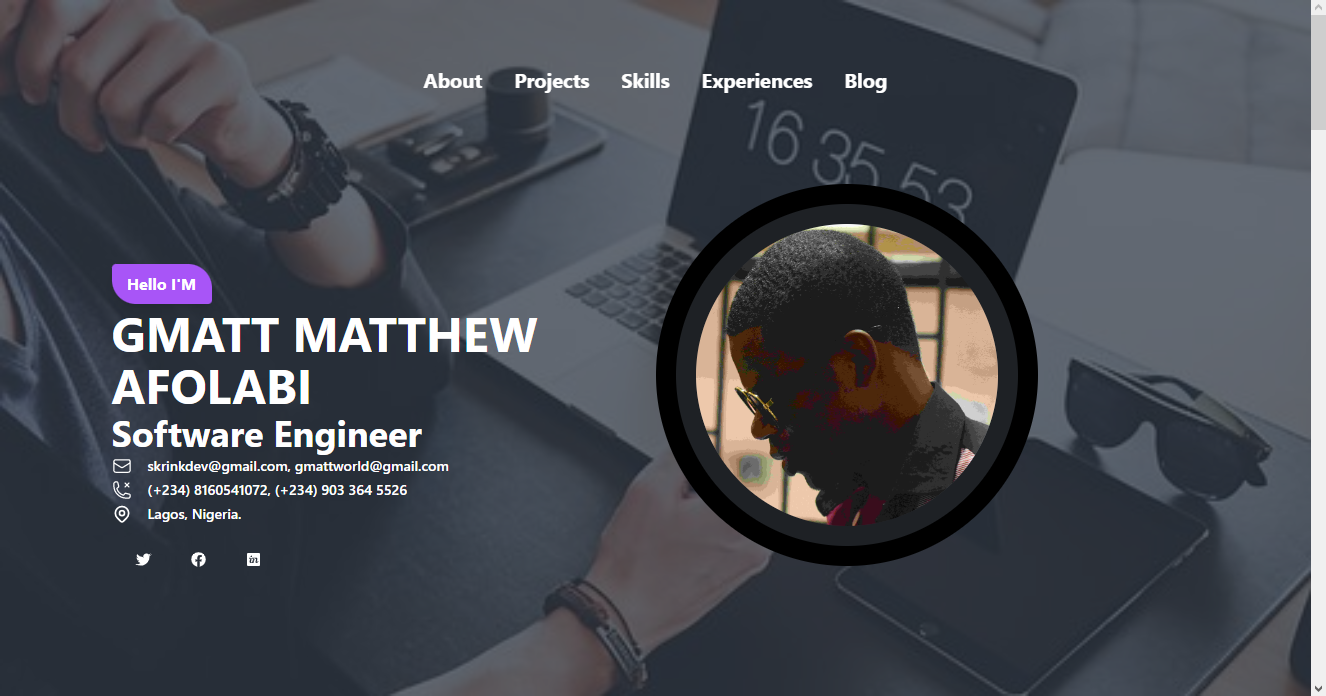 About Projects Skills Experiences Blog
16 35 53
Hello I'M
GMATT MATTHEW
AFOLABI
Software Engineer
skrinkdev@gmail.com, gmattworld@gmail.com
(+234) 8160541072, (+234) 903 364 5526
Lagos, Nigeria.